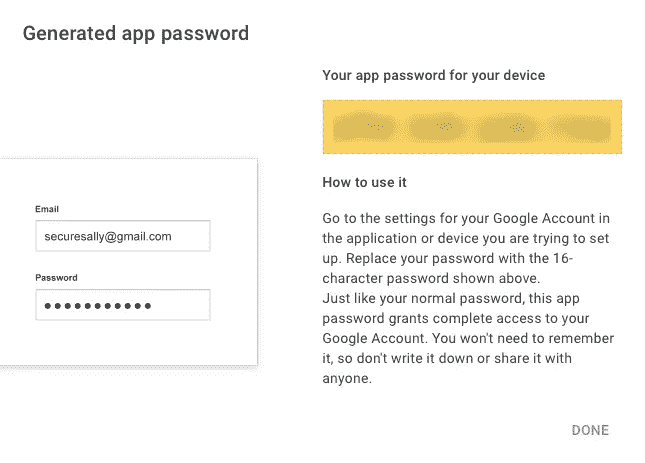 Generated app password
Your app password for your device
How to use it
Email
securesally@gmail.com
Password
Go to the settings for your Google Account in
the application or device you are trying to set
up. Replace your password with the 16-
character password shown above.
Just like your normal password, this app
password grants complete access to your
Google Account. You won't need to remember
it, so don't write it down or share it with
anyone.
DONE